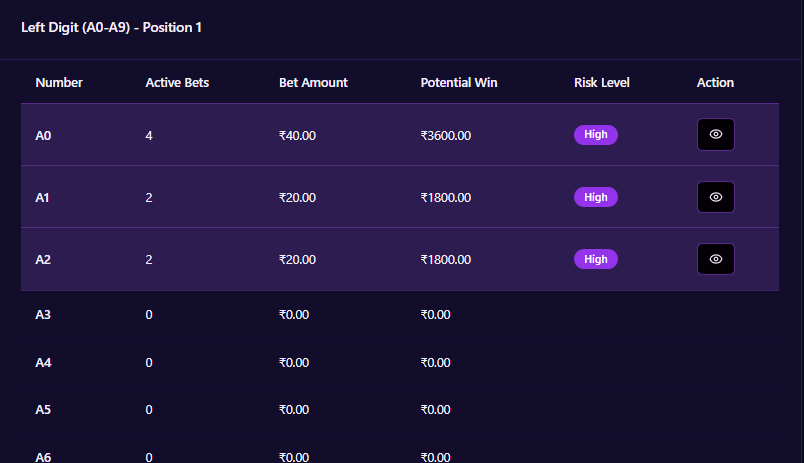 Left Digit (A0-A9) - Position 1
Number Active Bets Bet Amount Potential Win Risk Level Action
A0 4 ₹40.00 ₹3600.00 High
A1 2 ₹20.00 ₹1800.00 High
A2 2 ₹20.00 ₹1800.00 High
A3 0 ₹0.00 ₹0.00
A4 0 ₹0.00 ₹0.00
A5 0 ₹0.00 ₹0.00
A6 0 ₹0.00 ₹0.00